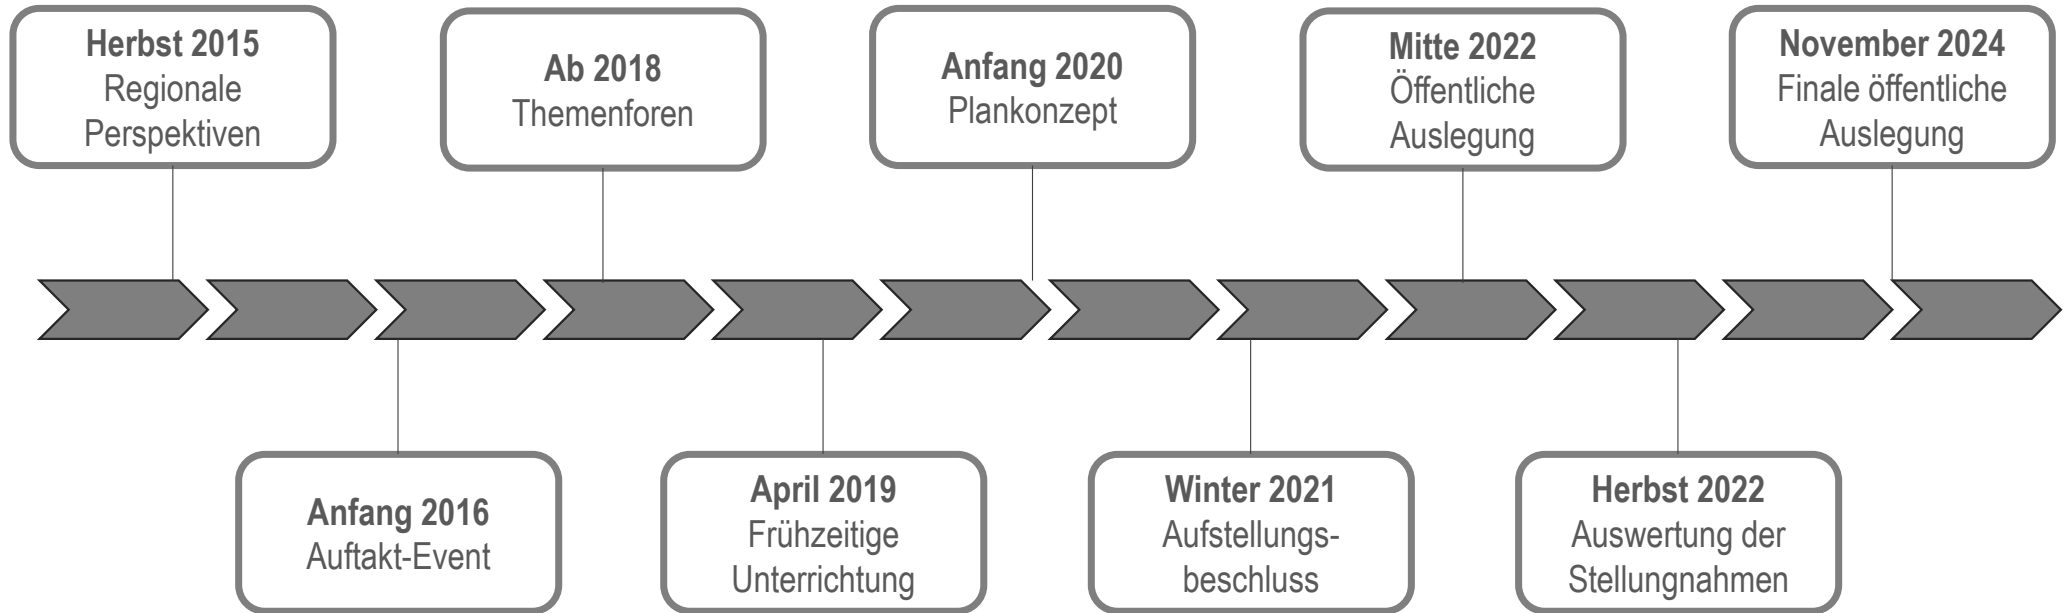 Herbst 2015
Regionale
Perspektiven
Ab 2018
Themenforen
Anfang 2020
Plankonzept
Mitte 2022
Öffentliche
Auslegung
November 2024
Finale öffentliche
Auslegung
Anfang 2016
Auftakt-Event
April 2019
Frühzeitige
Unterrichtung
Winter 2021
Aufstellungs-
beschluss
Herbst 2022
Auswertung der
Stellungnahmen